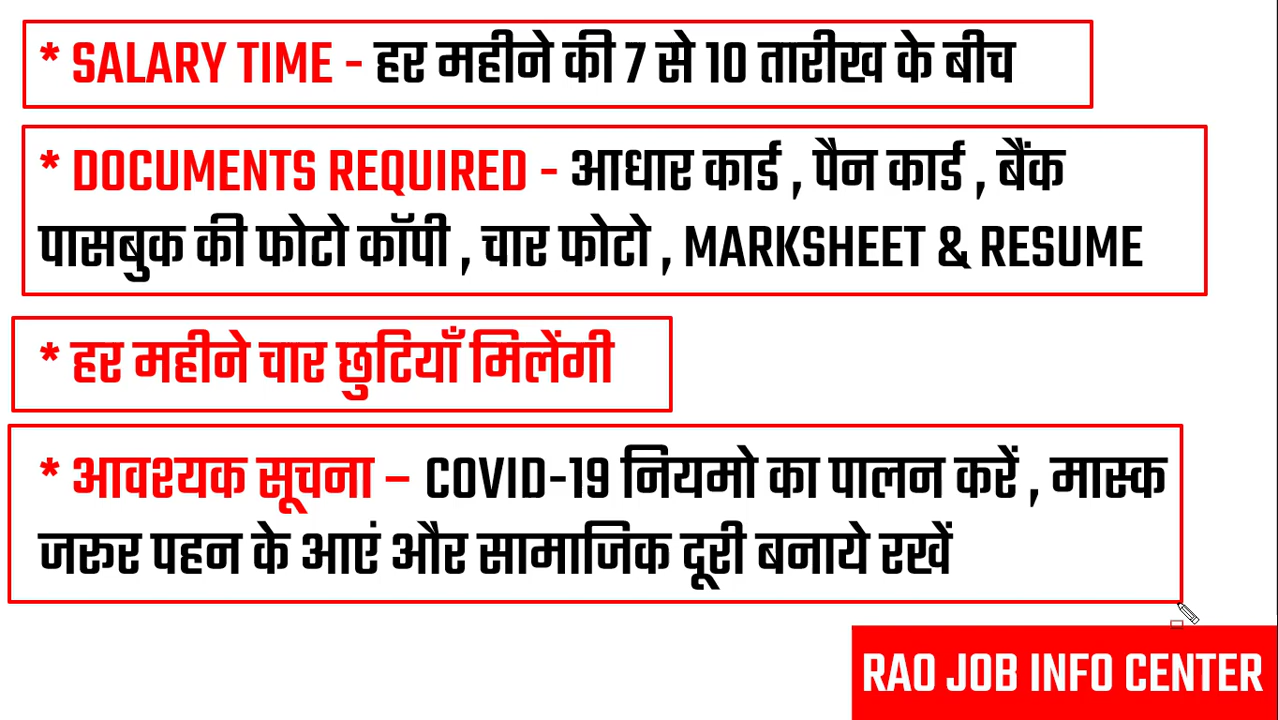 * SALARY TIME - हर महीने की 7 से 10 तारीख के बीच
* DOCUMENTS REQUIRED - आधार कार्ड , पैन कार्ड , बैंक
पासबुक की फोटो कॉपी , चार फोटो , MARKSHEET & RESUME
* हर महीने चार छुटियाँ मिलेंगी
* आवश्यक सूचना – COVID-19 नियमो का पालन करें , मास्क
जरूर पहन के आएं और सामाजिक दूरी बनाये रखें
RAO JOB INFO CENTER